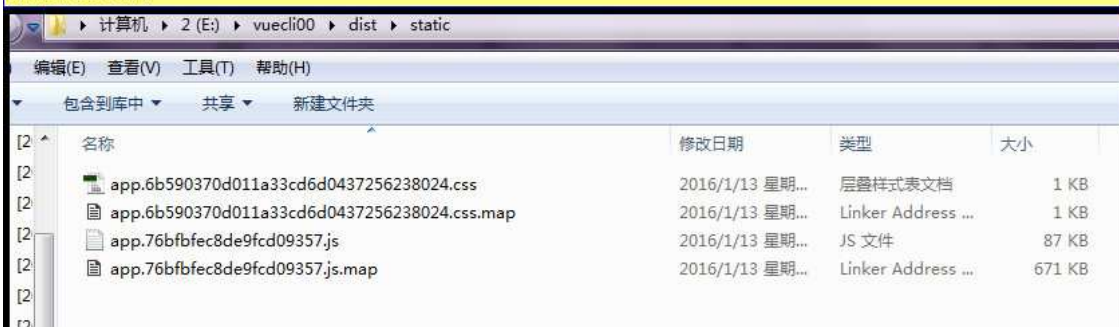 计算机 ▸ 2 (E:) ▸ vuecli00 ▸ dist ▸ static
编辑(E) 查看(V) 工具(T) 帮助(H)
包含到库中 共享 新建文件夹
名称 修改日期 类型 大小
app.6b590370d011a33cd6d0437256238024.css 2016/1/13 星期... 层叠样式表文档 1 KB
app.6b590370d011a33cd6d0437256238024.css.map 2016/1/13 星期... Linker Address ... 1 KB
app.76bfbfec8de9fcd09357.js 2016/1/13 星期... JS 文件 87 KB
app.76bfbfec8de9fcd09357.js.map 2016/1/13 星期... Linker Address ... 671 KB